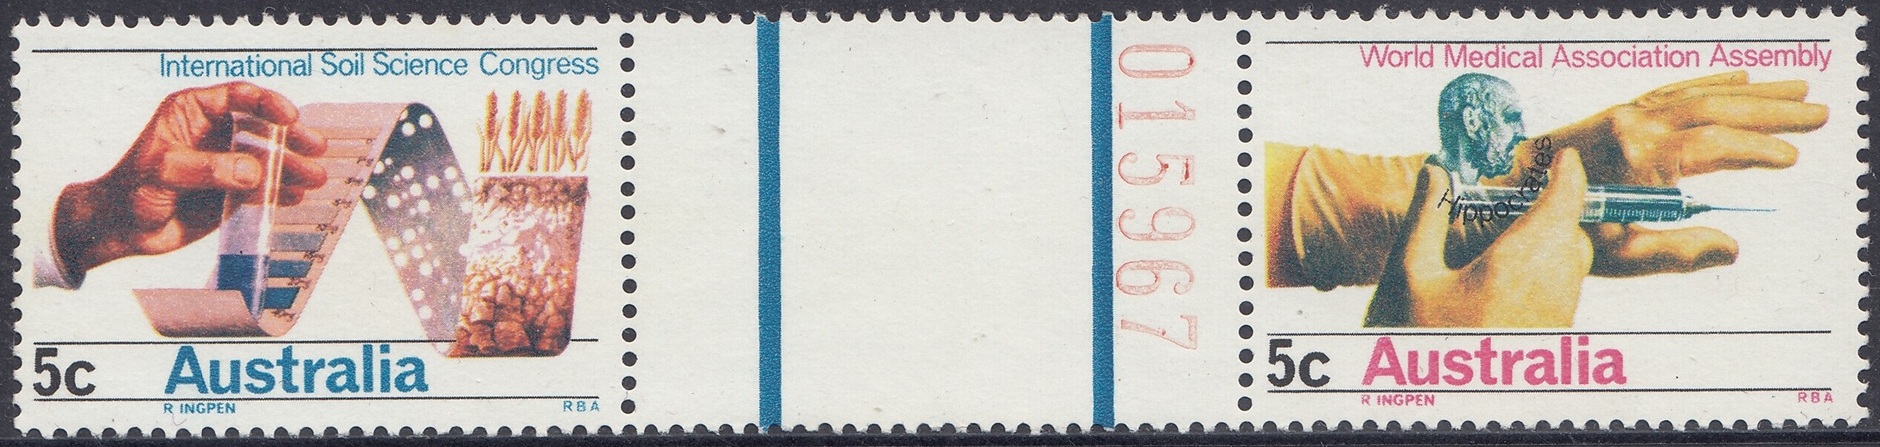 International Soil Science Congress
5c Australia
R INGPEN RBA
015967
World Medical Association Assembly
Hippocrates
5c Australia
R INGPEN RBA